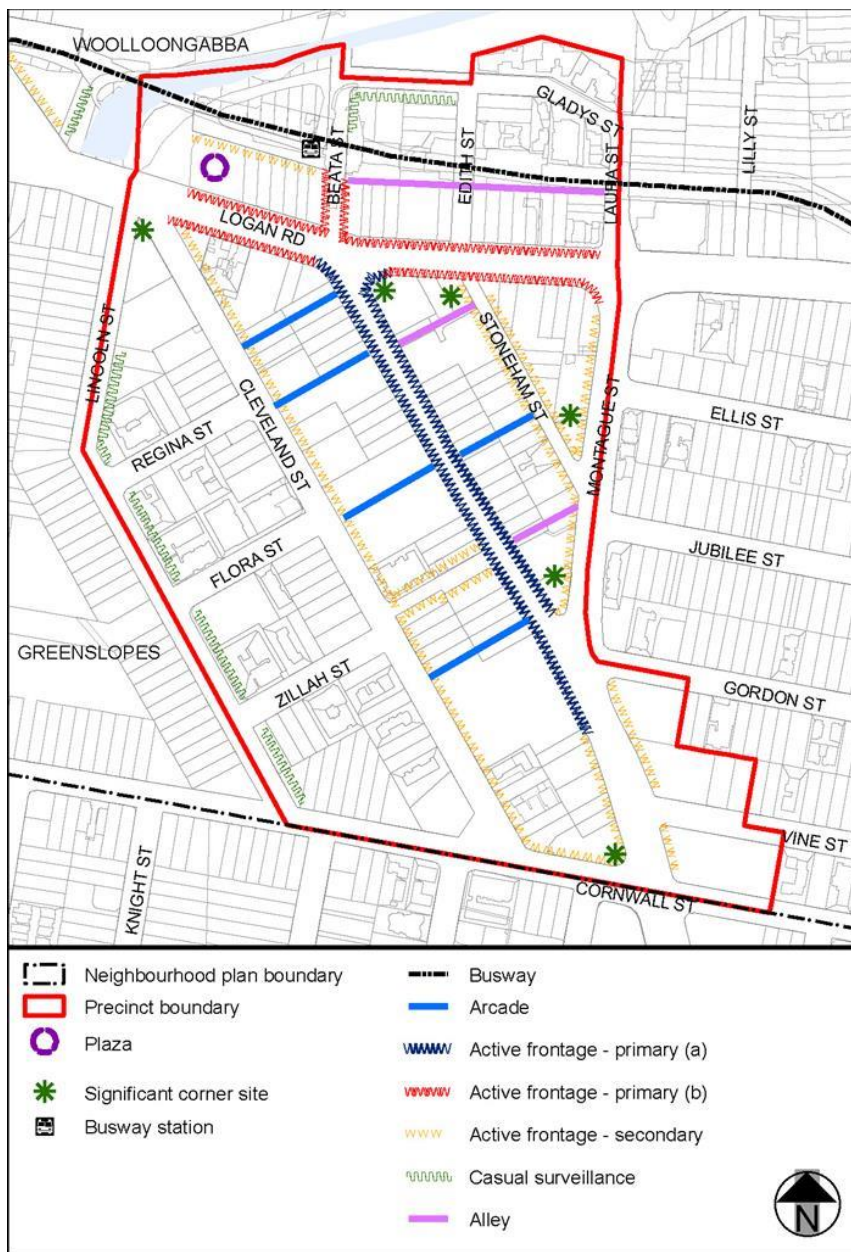 WOOLLOONGABBA
GLADYS ST
LILLY ST
BEATA ST
EDITH ST
LAURA ST
LOGAN RD
LINCOLN ST
STONEHAM ST
CLEVELAND ST
MONTAGUE ST
ELLIS ST
REGINA ST
JUBILEE ST
FLORA ST
GREENSLOPES
ZILLAH ST
GORDON ST
VINE ST
KNIGHT ST
CORNWALL ST
Neighbourhood plan boundary
Precinct boundary
Plaza
Significant corner site
Busway station
Busway
Arcade
Active frontage - primary (a)
Active frontage - primary (b)
Active frontage - secondary
Casual surveillance
Alley
N